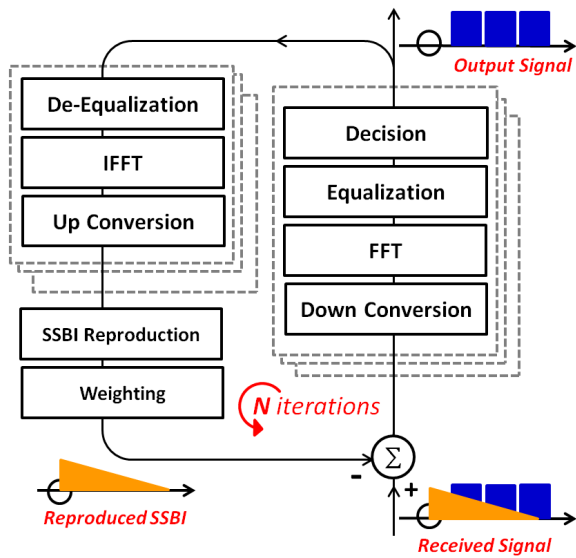 Output Signal
De-Equalization
IFFT
Up Conversion
SSBI Reproduction
Weighting
Decision
Equalization
FFT
Down Conversion
N iterations
Σ
-
+
Reproduced SSBI
Received Signal